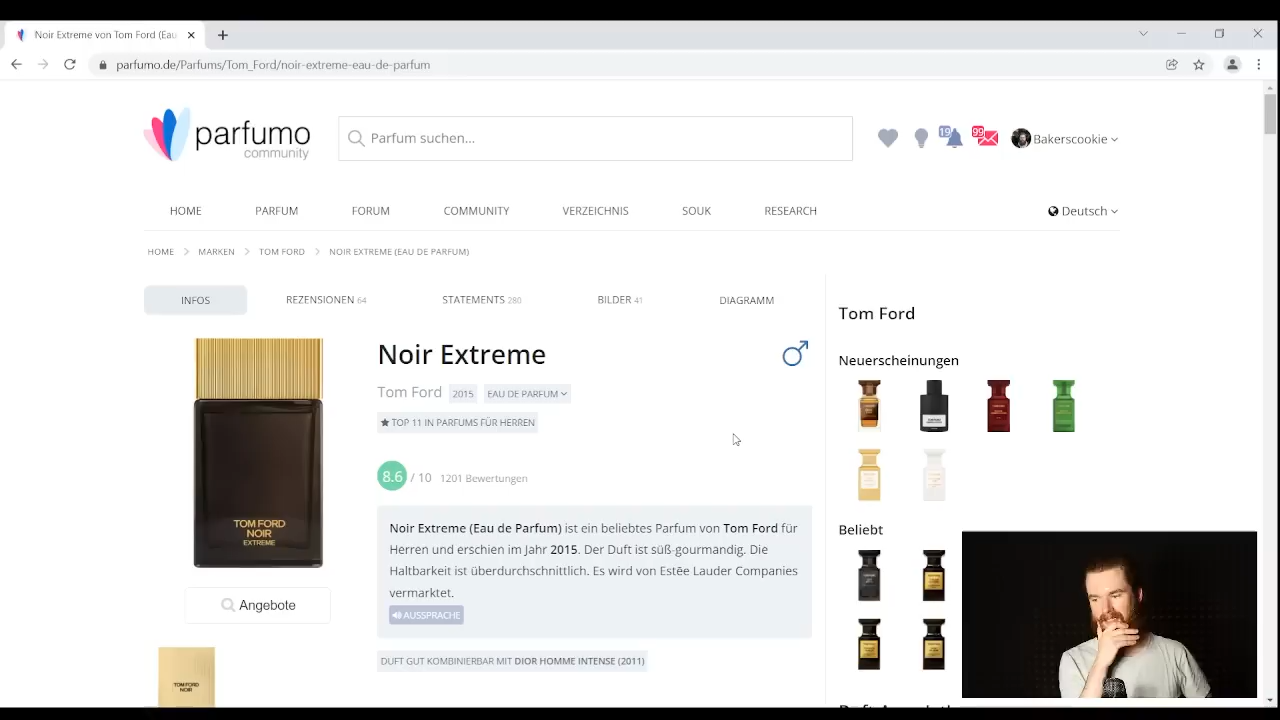 Noir Extreme von Tom Ford (Eau
parfumo.de/Parfums/Tom_Ford/noir-extreme-eau-de-parfum
parfumo
community
Parfum suchen...
19
99
Bakerscookie
HOME PARFUM FORUM COMMUNITY VERZEICHNIS SOUK RESEARCH Deutsch
HOME > MARKEN > TOM FORD > NOIR EXTREME (EAU DE PARFUM)
INFOS REZENSIONEN 64 STATEMENTS 280 BILDER 41 DIAGRAMM
Noir Extreme
Tom Ford 2015 EAU DE PARFUM
TOP 11 IN PARFUMS FÜR HERREN
8.6 / 10 1201 Bewertungen
Noir Extreme (Eau de Parfum) ist ein beliebtes Parfum von Tom Ford für
Herren und erschien im Jahr 2015. Der Duft ist süß-gourmandig. Die
Haltbarkeit ist überdurchschnittlich. Es wird von Estēe Lauder Companies
vermarktet.
AUSSPRACHE
DUFT GUT KOMBINIERBAR MIT DIOR HOMME INTENSE (2011)
TOM FORD
NOIR
EXTREME
Angebote
TOM FORD
NOIR
Tom Ford
Neuerscheinungen
Beliebt